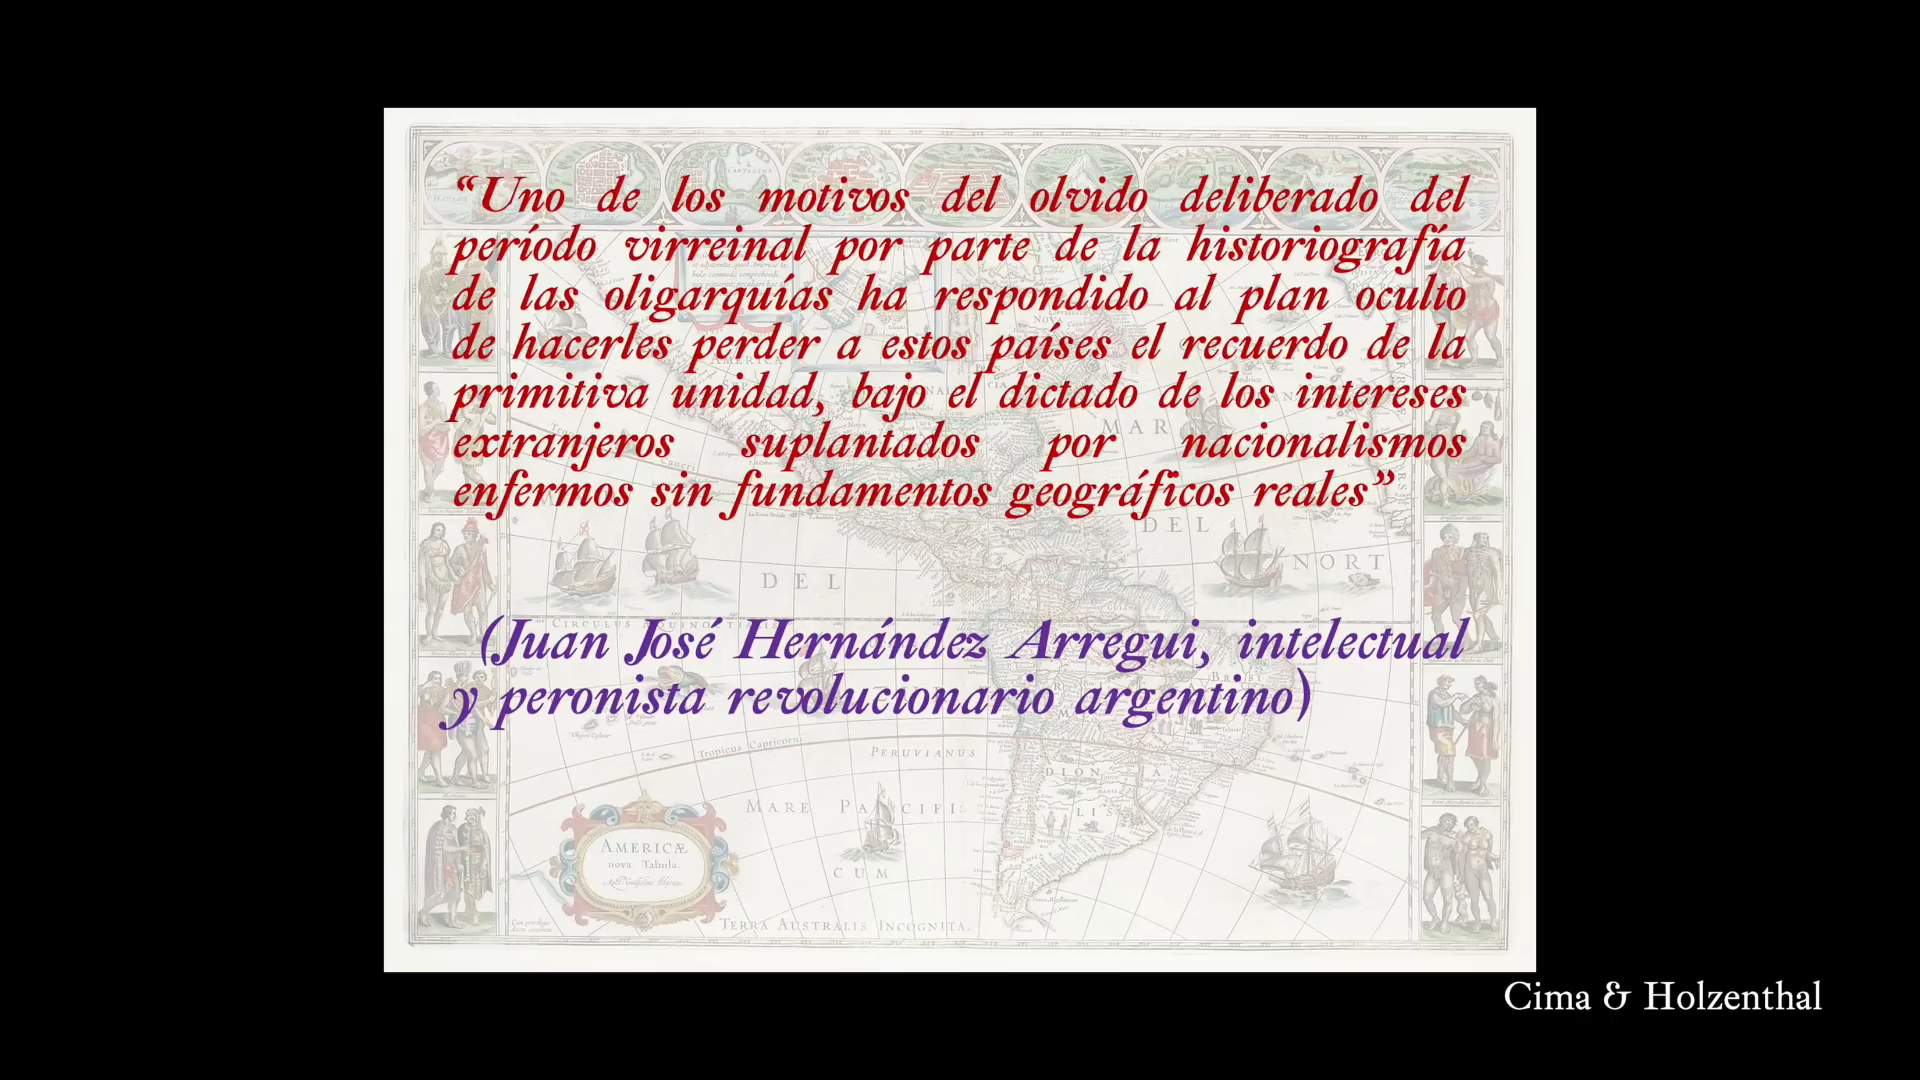 “Uno de los motivos del olvido deliberado del
período virreinal por parte de la historiografía
de las oligarquías ha respondido al plan oculto
de hacerles perder a estos países el recuerdo de la
primitiva unidad, bajo el dictado de los intereses
extranjeros suplantados por nacionalismos
enfermos sin fundamentos geográficos reales”
MAR
DEL
NORT
DEL
CIRCULUS ÆQUINOCTIALIS
(Juan José Hernández Arregui, intelectual
y peronista revolucionario argentino)
Tropicus Capricorni
PERUVIANUS
MARE PACIFI
CUM
AMERICÆ
nova Tabula.
TERRA AUSTRALIS INCOGNITA.
Cima & Holzenthal